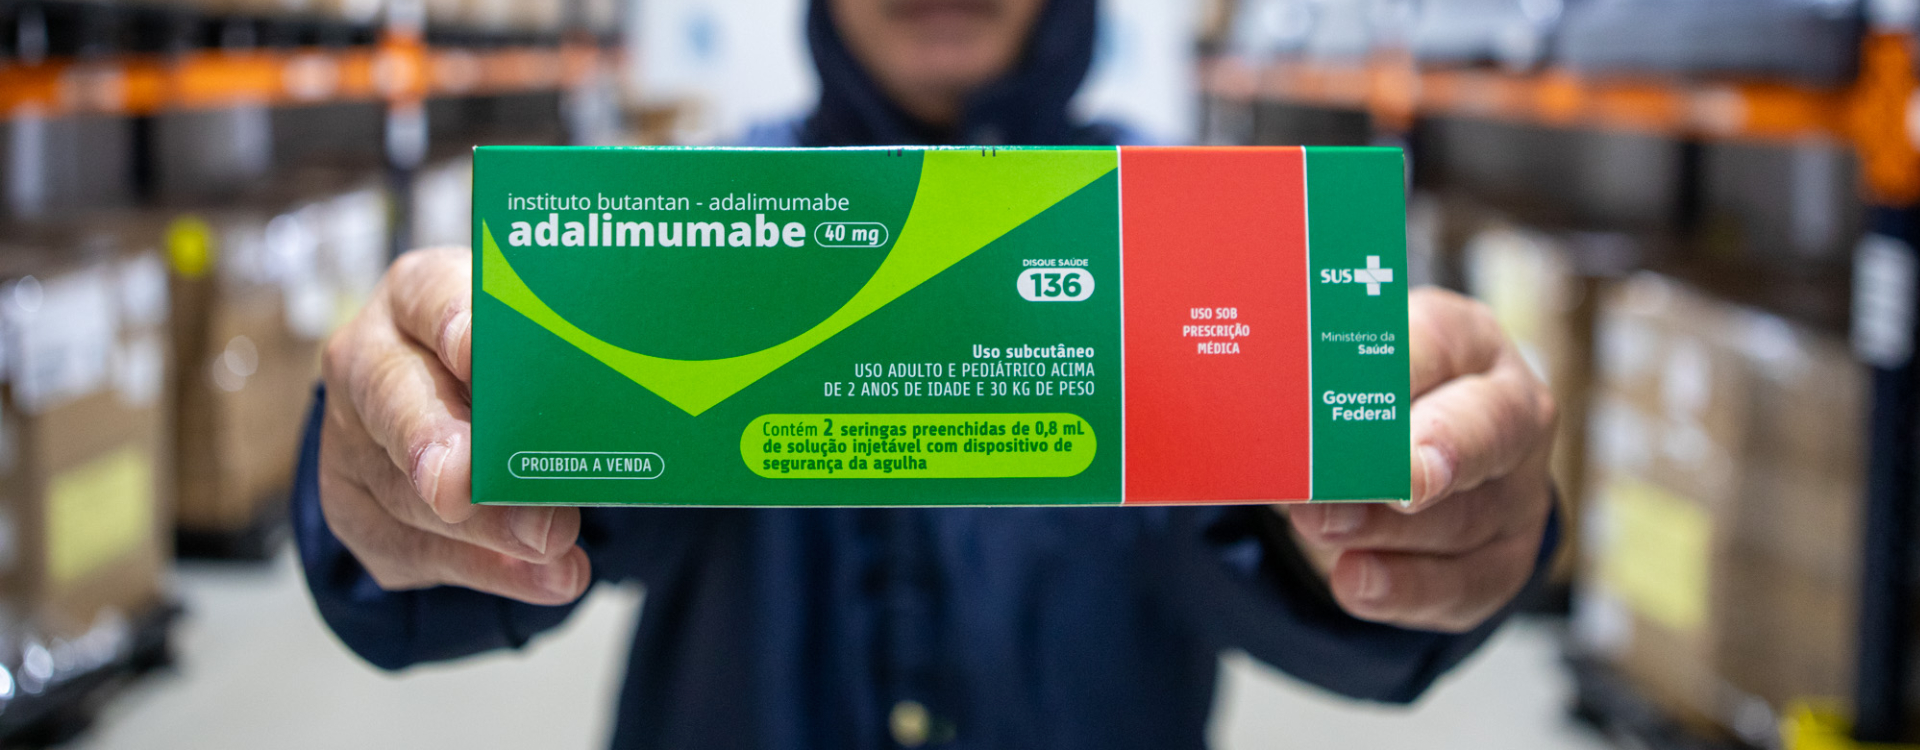 instituto butantan - adalimumabe
adalimumabe 40 mg
DISQUE SAÚDE
136
Uso subcutâneo
USO ADULTO E PEDIÁTRICO ACIMA
DE 2 ANOS DE IDADE E 30 KG DE PESO
Contém 2 seringas preenchidas de 0,8 mL
de solução injetável com dispositivo de
segurança da agulha
PROIBIDA A VENDA
USO SOB
PRESCRIÇÃO
MÉDICA
SUS
Ministério da
Saúde
Governo
Federal